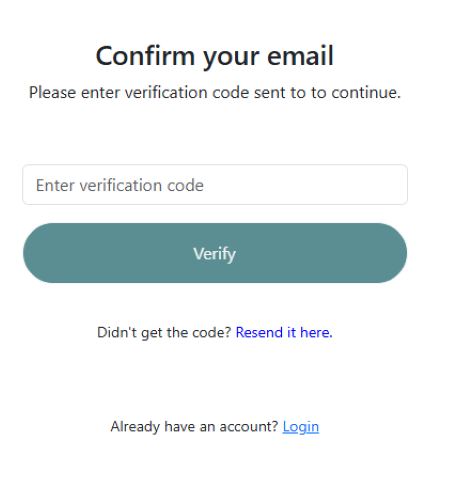 Confirm your email
Please enter verification code sent to to continue.
Enter verification code
Verify
Didn't get the code? Resend it here.
Already have an account? Login